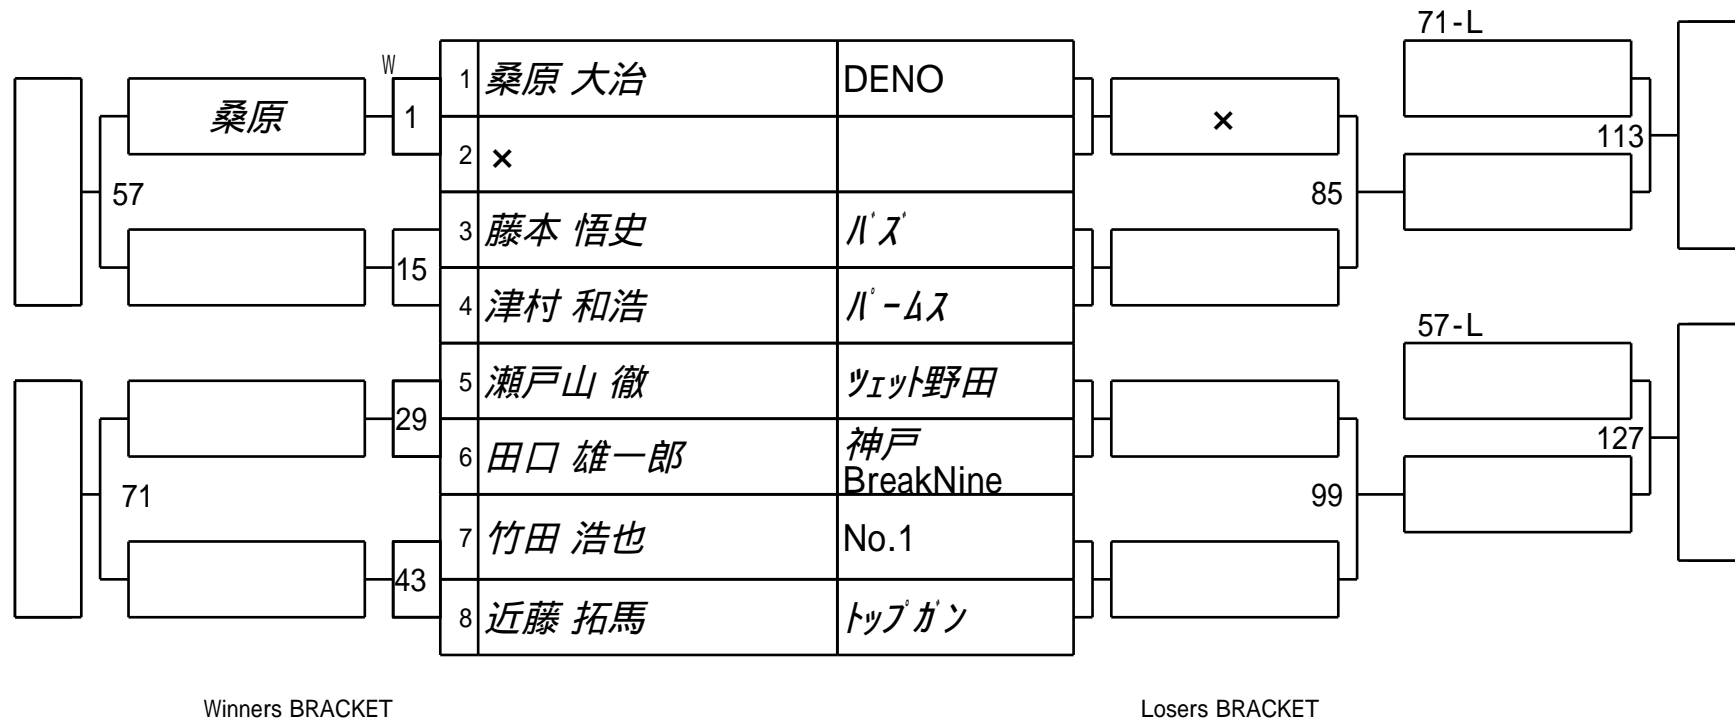 71-L
W
1 桑原 大治 DENO
桑原 1 ×
113
2 ×
57 85
3 藤本 悟史 バズ
15
4 津村 和浩 パームス
57-L
5 瀬戸山 徹 ツェット野田
29
127
6 田口 雄一郎 神戸
BreakNine
71 99
7 竹田 浩也 No.1
43
8 近藤 拓馬 トップガン
Winners BRACKET Losers BRACKET